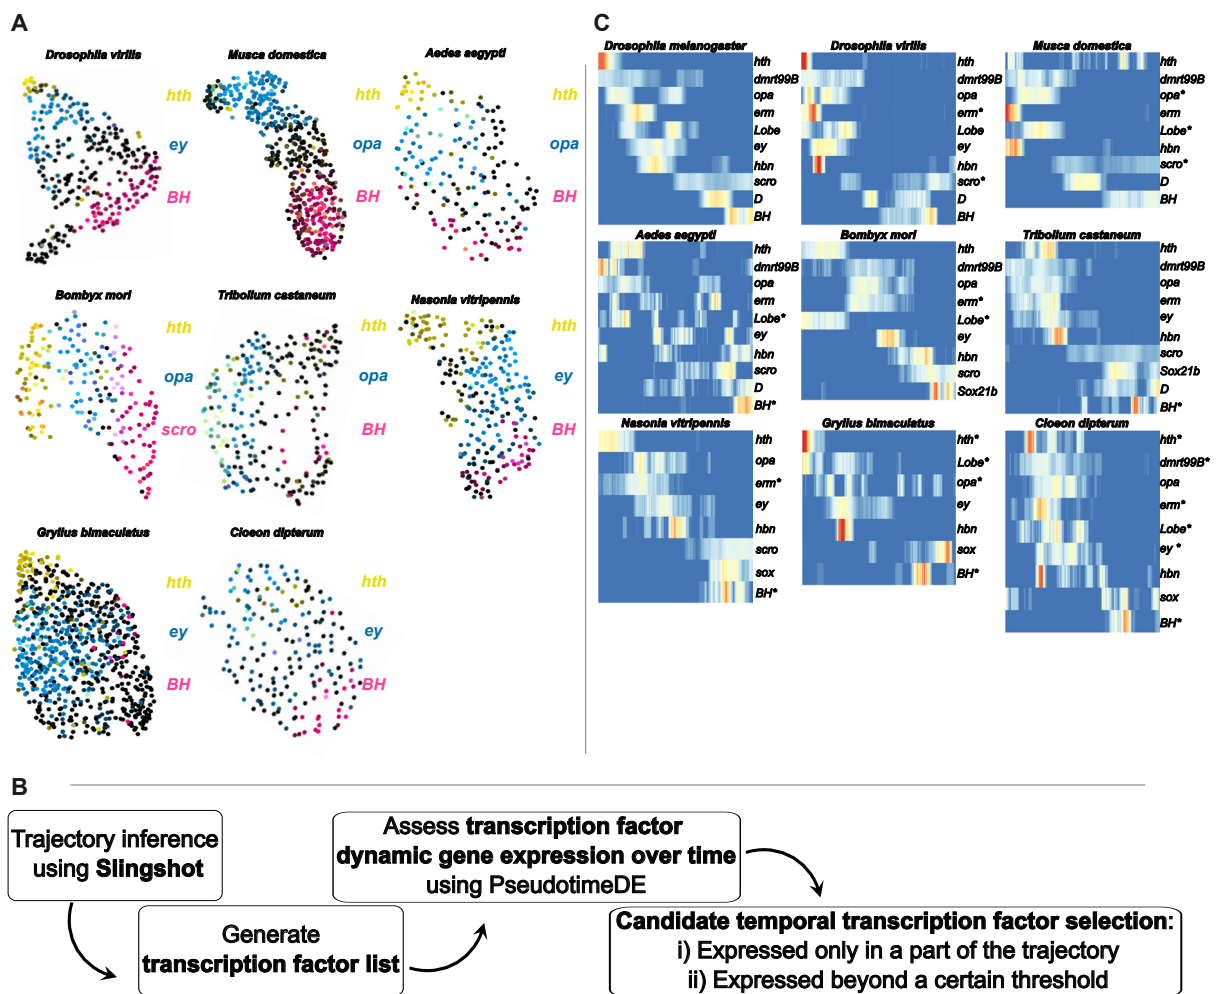 A
Drosophila virilis
hth
ey
BH
Musca domestica
hth
opa
BH
Aedes aegypti
hth
opa
BH
Bombyx mori
hth
opa
scro
Tribolium castaneum
hth
opa
BH
Nasonia vitripennis
hth
ey
BH
Gryllus bimaculatus
hth
ey
BH
Cloeon dipterum
hth
ey
BH
C
Drosophila melanogaster
hth
dmrt99B
opa
erm
Lobe
ey
hbn
scro
D
BH
Drosophila virilis
hth
dmrt99B
opa
erm*
Lobe
ey
hbn
scro*
D
BH
Musca domestica
hth
dmrt99B
opa*
erm
Lobe*
hbn
scro*
D
BH
Aedes aegypti
hth
dmrt99B
opa
erm
Lobe*
ey
hbn
scro
D
BH*
Bombyx mori
hth
dmrt99B
opa
erm*
Lobe*
ey
hbn
scro
Sox21b
Tribolium castaneum
hth
dmrt99B
opa
erm
ey
hbn
scro
Sox21b
D
BH*
Nasonia vitripennis
hth
opa
erm*
ey
hbn
scro
sox
BH*
Gryllus bimaculatus
hth*
Lobe*
opa*
ey
hbn
sox
BH*
Cloeon dipterum
hth*
dmrt99B*
opa
erm*
Lobe*
ey *
hbn
sox
BH*
B
Trajectory inference
using Slingshot
Generate
transcription factor list
Assess transcription factor
dynamic gene expression over time
using PseudotimeDE
Candidate temporal transcription factor selection:
i) Expressed only in a part of the trajectory
ii) Expressed beyond a certain threshold